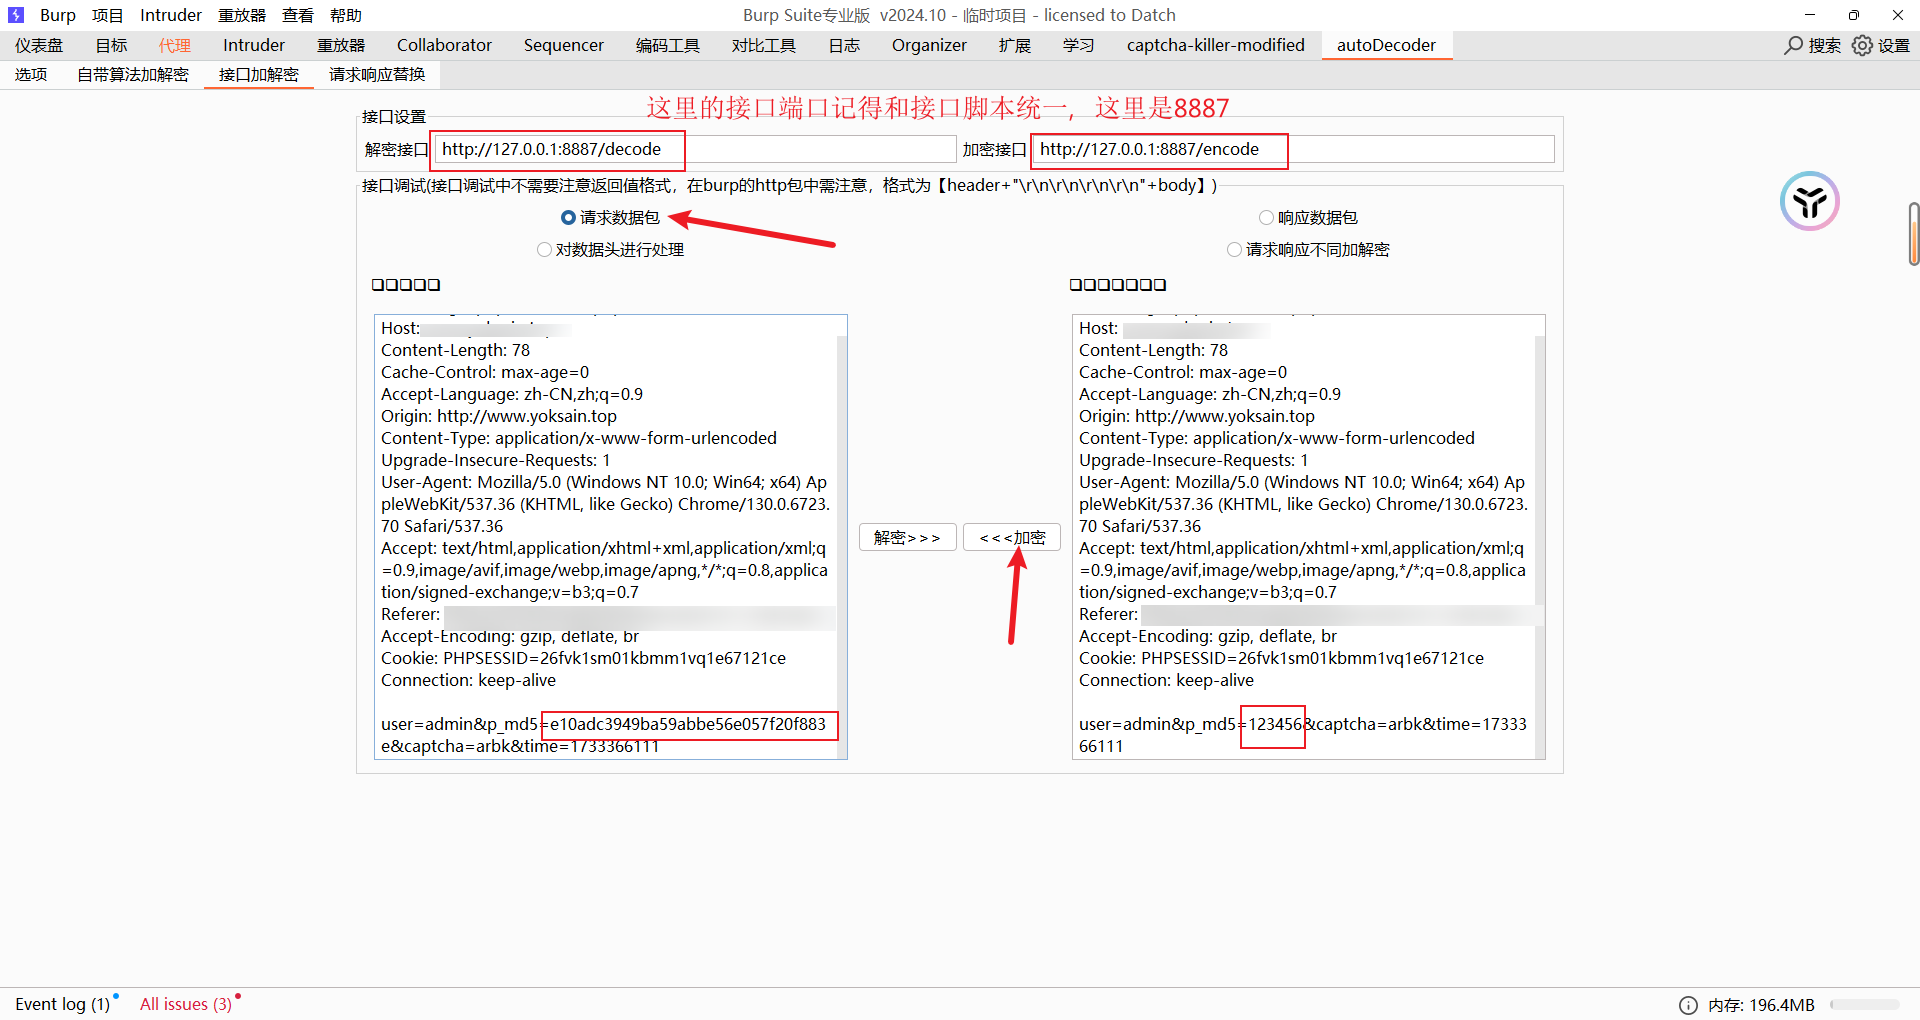 Burp 项目 Intruder 重放器 查看 帮助
Burp Suite专业版 v2024.10 - 临时项目 - licensed to Datch
仪表盘 目标 代理 Intruder 重放器 Collaborator Sequencer 编码工具 对比工具 日志 Organizer 扩展 学习 captcha-killer-modified autoDecoder 搜索 设置
选项 自带算法加解密 接口加解密 请求响应替换
这里的接口端口记得和接口脚本统一，这里是8887
接口设置
解密接口 http://127.0.0.1:8887/decode 加密接口 http://127.0.0.1:8887/encode
接口调试(接口调试中不需要注意返回值格式，在burp的http包中需注意，格式为【header+"\r\n\r\n\r\n\r\n"+body】)
请求数据包 响应数据包
对数据头进行处理 请求响应不同加解密
Host:
Content-Length: 78
Cache-Control: max-age=0
Accept-Language: zh-CN,zh;q=0.9
Origin: http://www.yoksain.top
Content-Type: application/x-www-form-urlencoded
Upgrade-Insecure-Requests: 1
User-Agent: Mozilla/5.0 (Windows NT 10.0; Win64; x64) Ap
pleWebKit/537.36 (KHTML, like Gecko) Chrome/130.0.6723.
70 Safari/537.36
Accept: text/html,application/xhtml+xml,application/xml;q
=0.9,image/avif,image/webp,image/apng,*/*;q=0.8,applica
tion/signed-exchange;v=b3;q=0.7
Referer:
Accept-Encoding: gzip, deflate, br
Cookie: PHPSESSID=26fvk1sm01kbmm1vq1e67121ce
Connection: keep-alive
user=admin&p_md5=e10adc3949ba59abbe56e057f20f883
e&captcha=arbk&time=1733366111
解密>>> <<<加密
Host:
Content-Length: 78
Cache-Control: max-age=0
Accept-Language: zh-CN,zh;q=0.9
Origin: http://www.yoksain.top
Content-Type: application/x-www-form-urlencoded
Upgrade-Insecure-Requests: 1
User-Agent: Mozilla/5.0 (Windows NT 10.0; Win64; x64) Ap
pleWebKit/537.36 (KHTML, like Gecko) Chrome/130.0.6723.
70 Safari/537.36
Accept: text/html,application/xhtml+xml,application/xml;q
=0.9,image/avif,image/webp,image/apng,*/*;q=0.8,applica
tion/signed-exchange;v=b3;q=0.7
Referer:
Accept-Encoding: gzip, deflate, br
Cookie: PHPSESSID=26fvk1sm01kbmm1vq1e67121ce
Connection: keep-alive
user=admin&p_md5=123456&captcha=arbk&time=17333
66111
Event log (1) All issues (3) 内存: 196.4MB